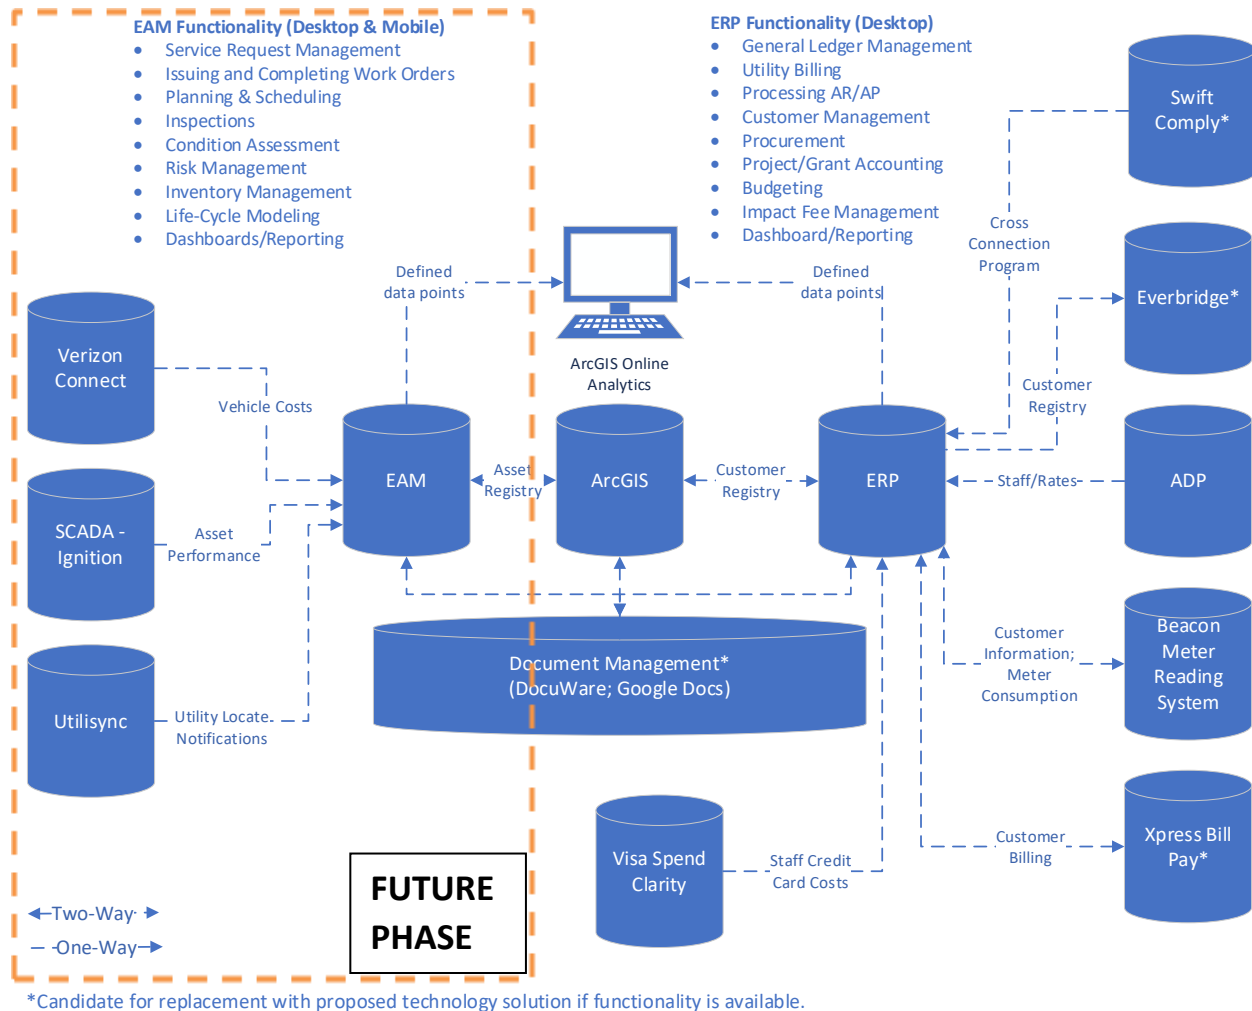 EAM Functionality (Desktop & Mobile)
• Service Request Management
• Issuing and Completing Work Orders
• Planning & Scheduling
• Inspections
• Condition Assessment
• Risk Management
• Inventory Management
• Life-Cycle Modeling
• Dashboards/Reporting
ERP Functionality (Desktop)
• General Ledger Management
• Utility Billing
• Processing AR/AP
• Customer Management
• Procurement
• Project/Grant Accounting
• Budgeting
• Impact Fee Management
• Dashboard/Reporting
Swift
Comply*
Cross
Connection
Program
Everbridge*
Defined
data points
Defined
data points
ArcGIS Online
Analytics
Verizon
Connect
Vehicle Costs
Customer
Registry
EAM
Asset
Registry
ArcGIS
Customer
Registry
ERP
Staff/Rates
ADP
SCADA -
Ignition
Asset
Performance
Document Management*
(DocuWare; Google Docs)
Customer
Information;
Meter
Consumption
Beacon
Meter
Reading
System
Utilisync
Utility Locate
Notifications
Visa Spend
Clarity
Staff Credit
Card Costs
Customer
Billing
Xpress Bill
Pay*
FUTURE
PHASE
Two-Way
One-Way
*Candidate for replacement with proposed technology solution if functionality is available.